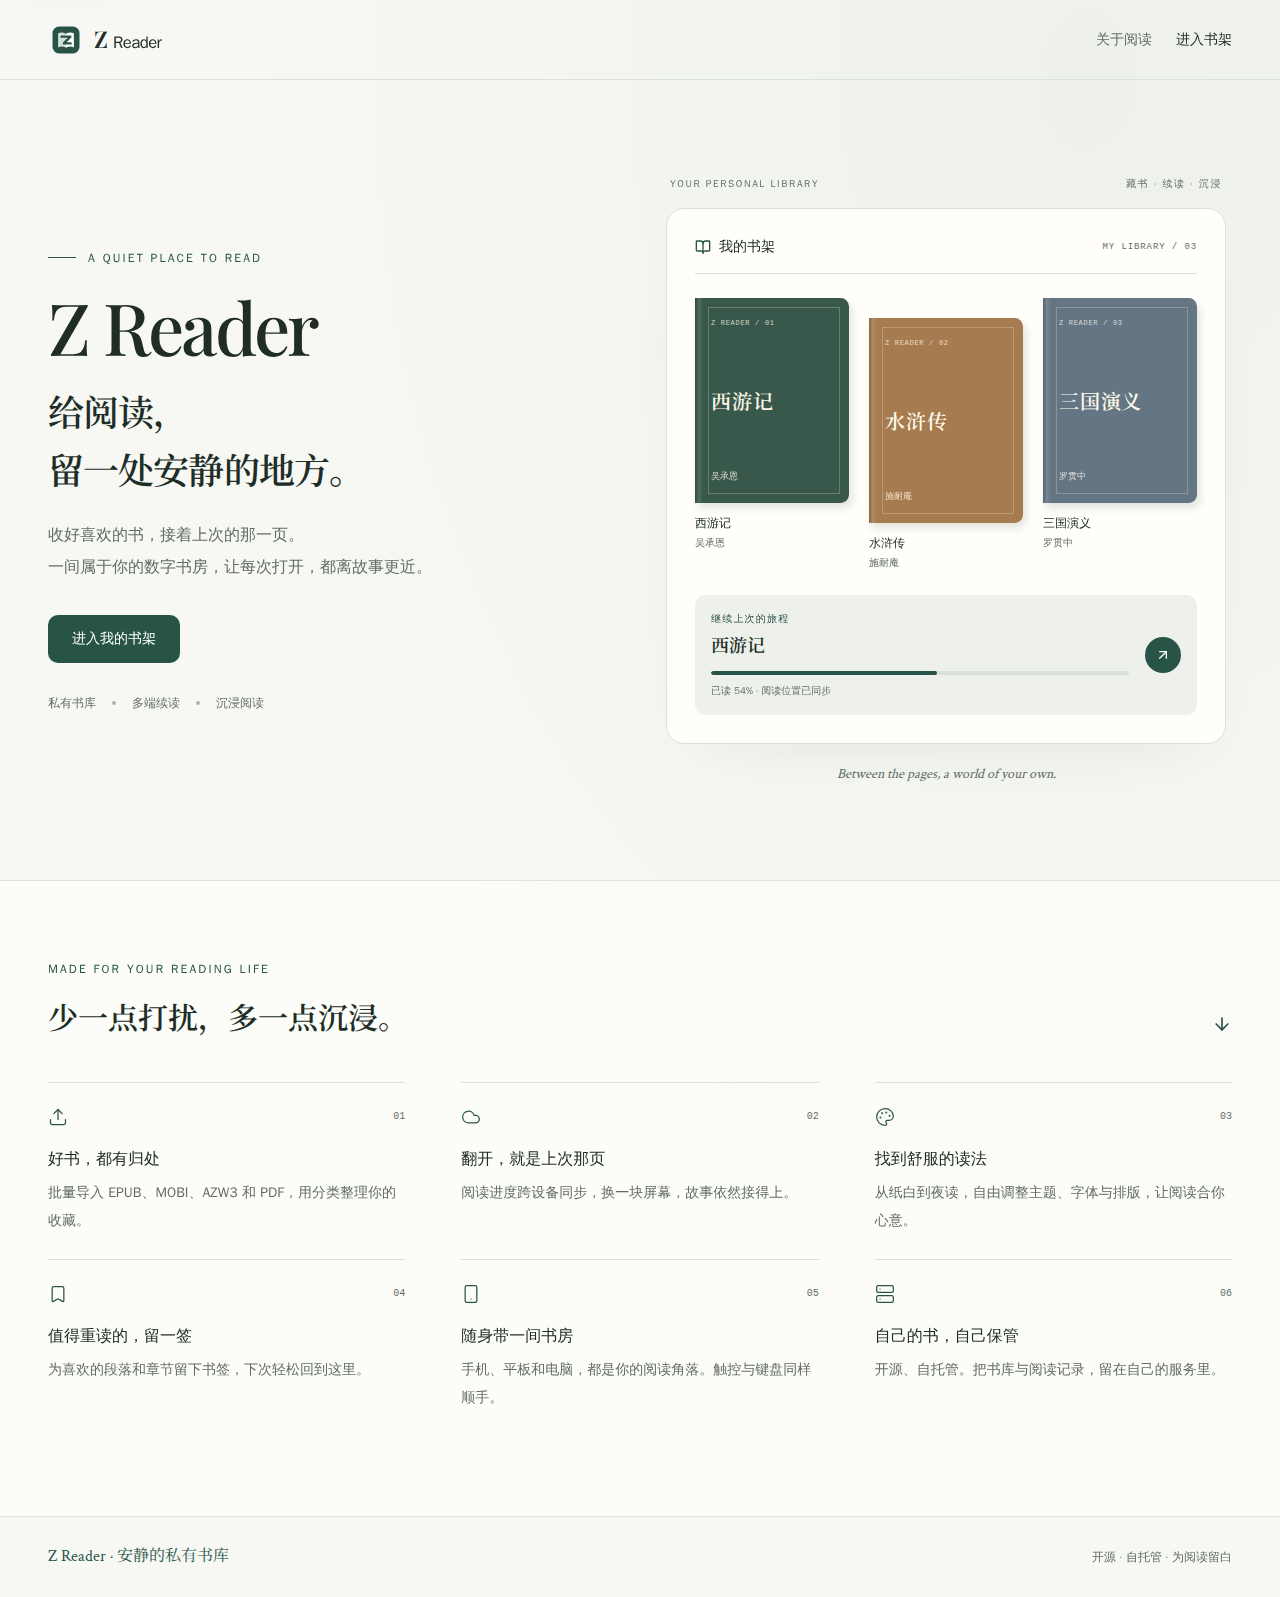 Z Reader
关于阅读
进入书架
A QUIET PLACE TO READ
Z Reader
给阅读，
留一处安静的地方。
收好喜欢的书，接着上次的那一页。
一间属于你的数字书房，让每次打开，都离故事更近。
进入我的书架
私有书库
多端续读
沉浸阅读
YOUR PERSONAL LIBRARY
藏书 · 续读 · 沉浸
我的书架
MY LIBRARY / 03
Z READER / 01
西游记
吴承恩
西游记
吴承恩
Z READER / 02
水浒传
施耐庵
水浒传
施耐庵
Z READER / 03
三国演义
罗贯中
三国演义
罗贯中
继续上次的旅程
西游记
已读 54% · 阅读位置已同步
Between the pages, a world of your own.
MADE FOR YOUR READING LIFE
少一点打扰，多一点沉浸。
01
好书，都有归处
批量导入 EPUB、MOBI、AZW3 和 PDF，用分类整理你的
收藏。
02
翻开，就是上次那页
阅读进度跨设备同步，换一块屏幕，故事依然接得上。
03
找到舒服的读法
从纸白到夜读，自由调整主题、字体与排版，让阅读合你
心意。
04
值得重读的，留一签
为喜欢的段落和章节留下书签，下次轻松回到这里。
05
随身带一间书房
手机、平板和电脑，都是你的阅读角落。触控与键盘同样
顺手。
06
自己的书，自己保管
开源、自托管。把书库与阅读记录，留在自己的服务里。
Z Reader · 安静的私有书库
开源 · 自托管 · 为阅读留白